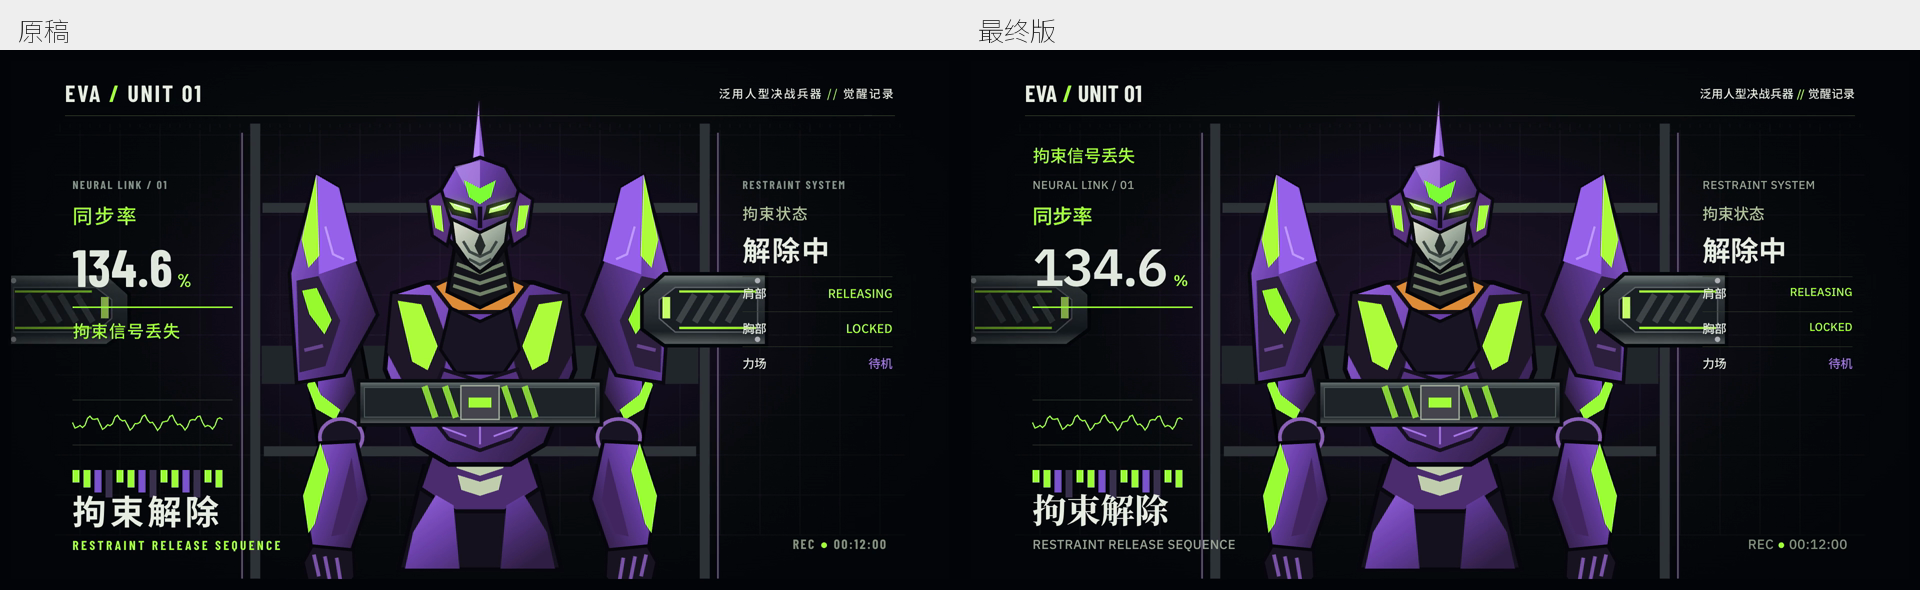 原稿
最终版
EVA / UNIT 01
泛用人型决战兵器 // 觉醒记录
NEURAL LINK / 01
同步率
134.6 %
拘束信号丢失
拘束解除
RESTRAINT RELEASE SEQUENCE
RESTRAINT SYSTEM
拘束状态
解除中
肩部 RELEASING
胸部 LOCKED
力场 待机
REC ● 00:12:00
EVA / UNIT 01
泛用人型决战兵器 // 觉醒记录
拘束信号丢失
NEURAL LINK / 01
同步率
134.6 %
拘束解除
RESTRAINT RELEASE SEQUENCE
RESTRAINT SYSTEM
拘束状态
解除中
肩部 RELEASING
胸部 LOCKED
力场 待机
REC ● 00:12:00